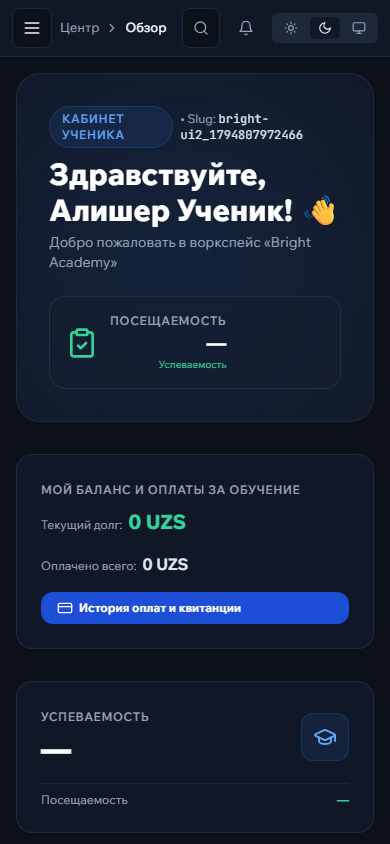 Центр > Обзор
КАБИНЕТ
УЧЕНИКА
• Slug: bright-
ui2_1794807972466
Здравствуйте,
Алишер Ученик! 👋
Добро пожаловать в воркспейс «Bright
Academy»
ПОСЕЩАЕМОСТЬ
—
Успеваемость
МОЙ БАЛАНС И ОПЛАТЫ ЗА ОБУЧЕНИЕ
Текущий долг: 0 UZS
Оплачено всего: 0 UZS
История оплат и квитанции
УСПЕВАЕМОСТЬ
—
Посещаемость —